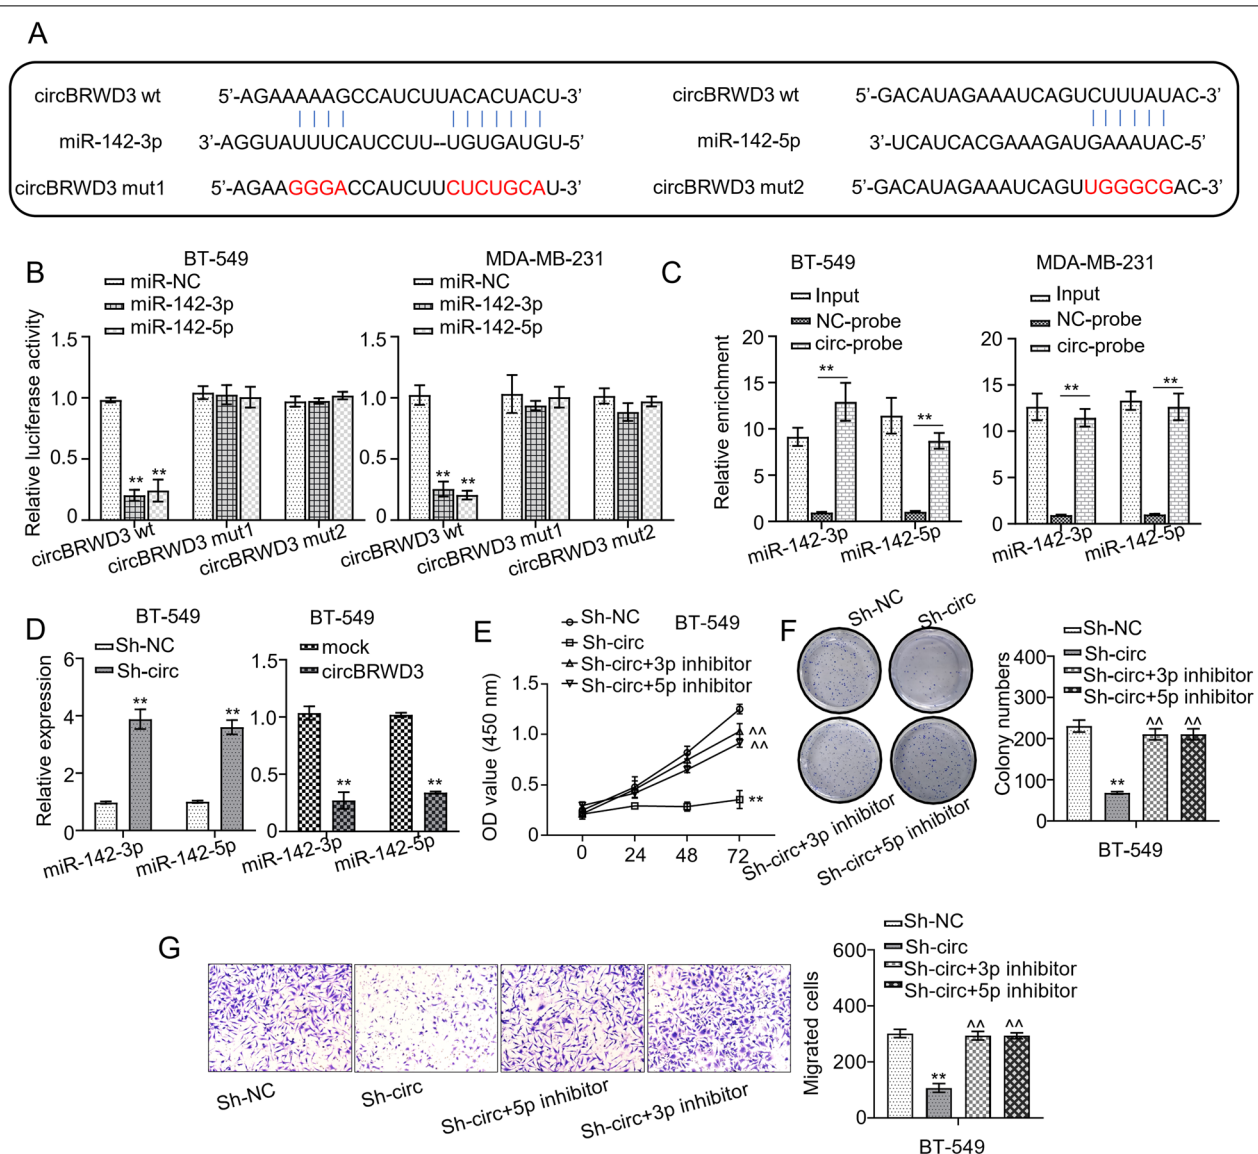 A
circBRWD3 wt 5'-AGAAAAAGCCAUCUUACACUACU-3'
miR-142-3p 3'-AGGUAUUUCAUCCUU--UGUGAUGU-5'
circBRWD3 mut1 5'-AGAAGGGACCAUCUUCUCUGCAU-3'
circBRWD3 wt 5'-GACAUAGAAAUCAGUCUUUAUAC-3'
miR-142-5p 3'-UCAUCACGAAAGAUGAAAUAC-5'
circBRWD3 mut2 5'-GACAUAGAAAUCAGUUGGGCGAC-3'
B
BT-549
miR-NC
miR-142-3p
miR-142-5p
Relative luciferase activity
1.5
1.0
0.5
0
** **
circBRWD3 wt
circBRWD3 mut1
circBRWD3 mut2
MDA-MB-231
miR-NC
miR-142-3p
miR-142-5p
1.5
1.0
0.5
0
** **
circBRWD3 wt
circBRWD3 mut1
circBRWD3 mut2
C
BT-549
Input
NC-probe
circ-probe
Relative enrichment
20
15
10
5
0
** **
miR-142-3p
miR-142-5p
MDA-MB-231
Input
NC-probe
circ-probe
20
15
10
5
0
** **
miR-142-3p
miR-142-5p
D
BT-549
Sh-NC
Sh-circ
Relative expression
6
4
2
0
** **
miR-142-3p
miR-142-5p
BT-549
mock
circBRWD3
1.5
1.0
0.5
0
** **
miR-142-3p
miR-142-5p
E
BT-549
Sh-NC
Sh-circ
Sh-circ+3p inhibitor
Sh-circ+5p inhibitor
OD value (450 nm)
1.5
1.0
0.5
0
^^
^^
**
0 24 48 72
F
Sh-NC
Sh-circ
Sh-circ+3p inhibitor
Sh-circ+5p inhibitor
Sh-NC
Sh-circ
Sh-circ+3p inhibitor
Sh-circ+5p inhibitor
Colony numbers
400
300
200
100
0
** ^^ ^^
BT-549
G
Sh-NC
Sh-circ
Sh-circ+5p inhibitor
Sh-circ+3p inhibitor
Sh-NC
Sh-circ
Sh-circ+3p inhibitor
Sh-circ+5p inhibitor
Migrated cells
600
400
200
0
** ^^ ^^
BT-549